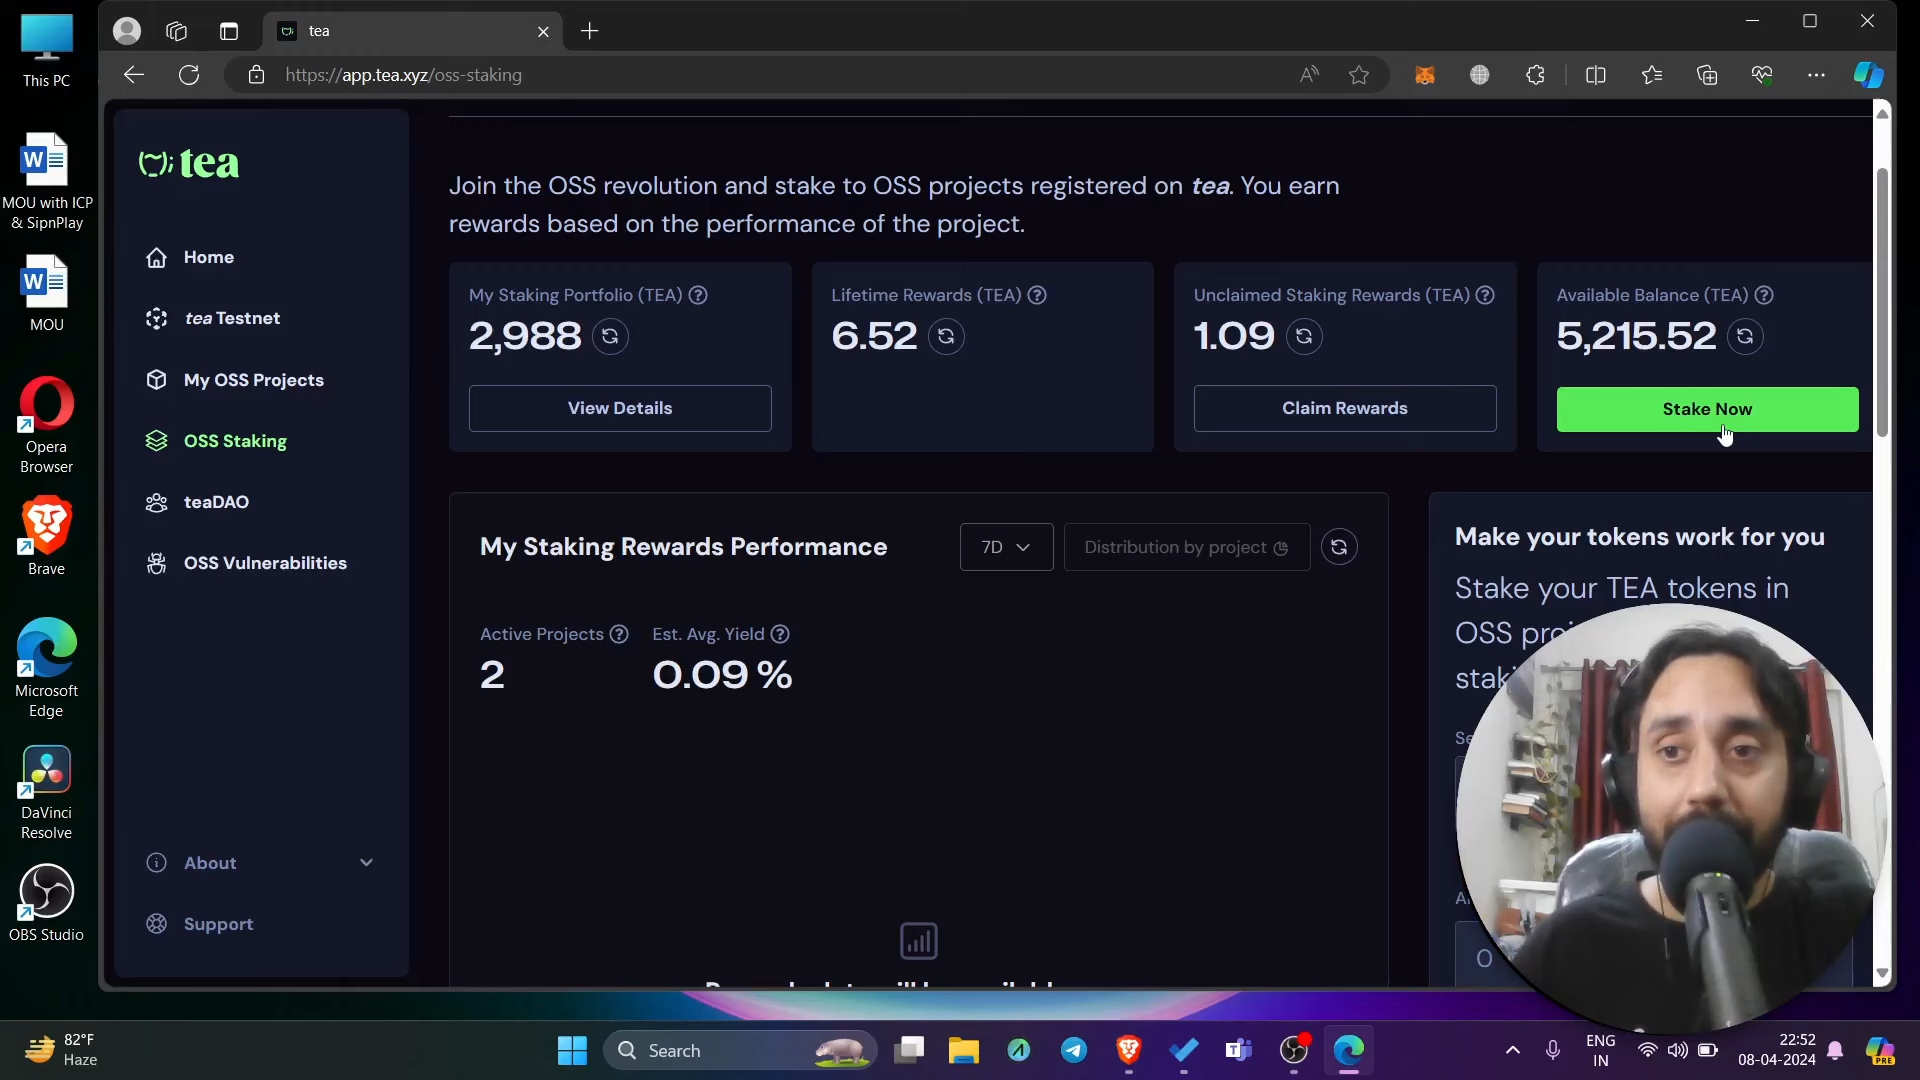 This PC
MOU with ICP
& SipnPlay
MOU
Opera
Browser
Brave
Microsoft
Edge
DaVinci
Resolve
OBS Studio
tea
https://app.tea.xyz/oss-staking
tea
Home
tea Testnet
My OSS Projects
OSS Staking
teaDAO
OSS Vulnerabilities
About
Support
Join the OSS revolution and stake to OSS projects registered on tea. You earn
rewards based on the performance of the project.
My Staking Portfolio (TEA)
2,988
View Details
Lifetime Rewards (TEA)
6.52
Unclaimed Staking Rewards (TEA)
1.09
Claim Rewards
Available Balance (TEA)
5,215.52
Stake Now
My Staking Rewards Performance
7D
Distribution by project
Active Projects
2
Est. Avg. Yield
0.09 %
Make your tokens work for you
Stake your TEA tokens in
OSS
0
82°F
Haze
Search
ENG
IN
22:52
08-04-2024
PRE